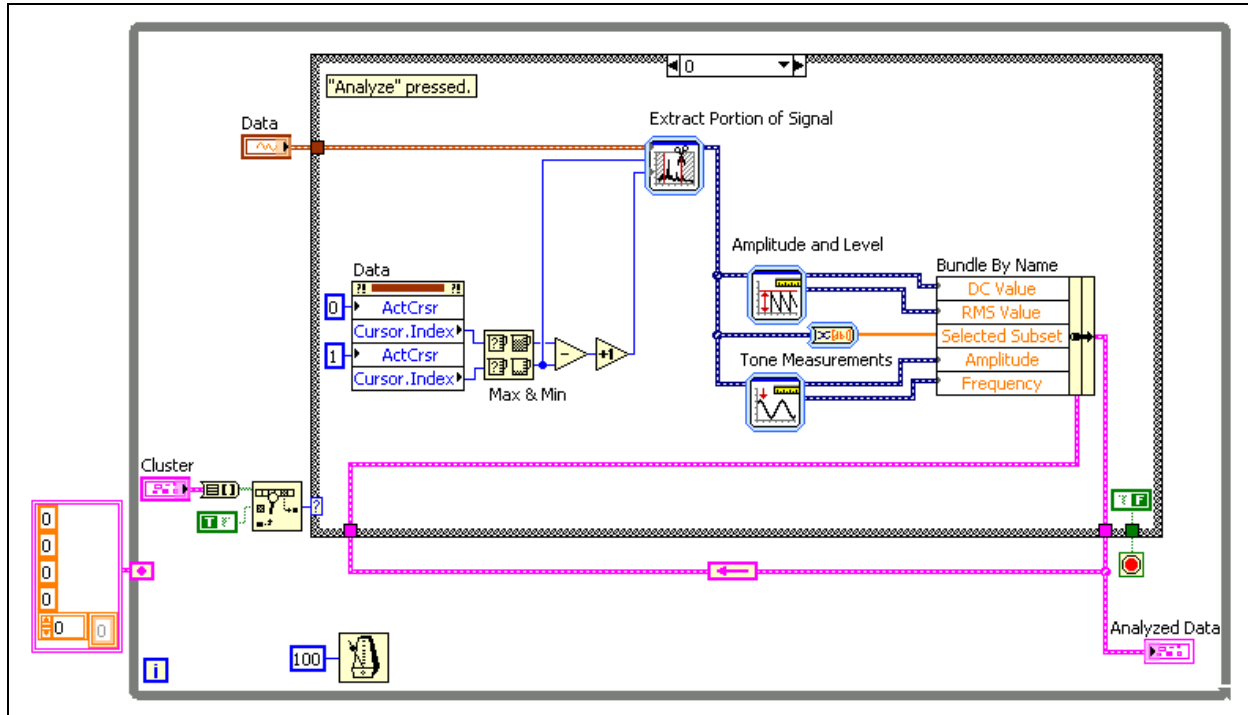 0
"Analyze" pressed.
Extract Portion of Signal
Data
Amplitude and Level
Bundle By Name
DC Value
RMS Value
Selected Subset
Amplitude
Frequency
Data
?! ?!
0
ActCrsr
Cursor.Index
1
ActCrsr
Cursor.Index
Max & Min
-
+1
Tone Measurements
Cluster
T
?
F
0
0
0
0
0
0
Analyzed Data
100
i